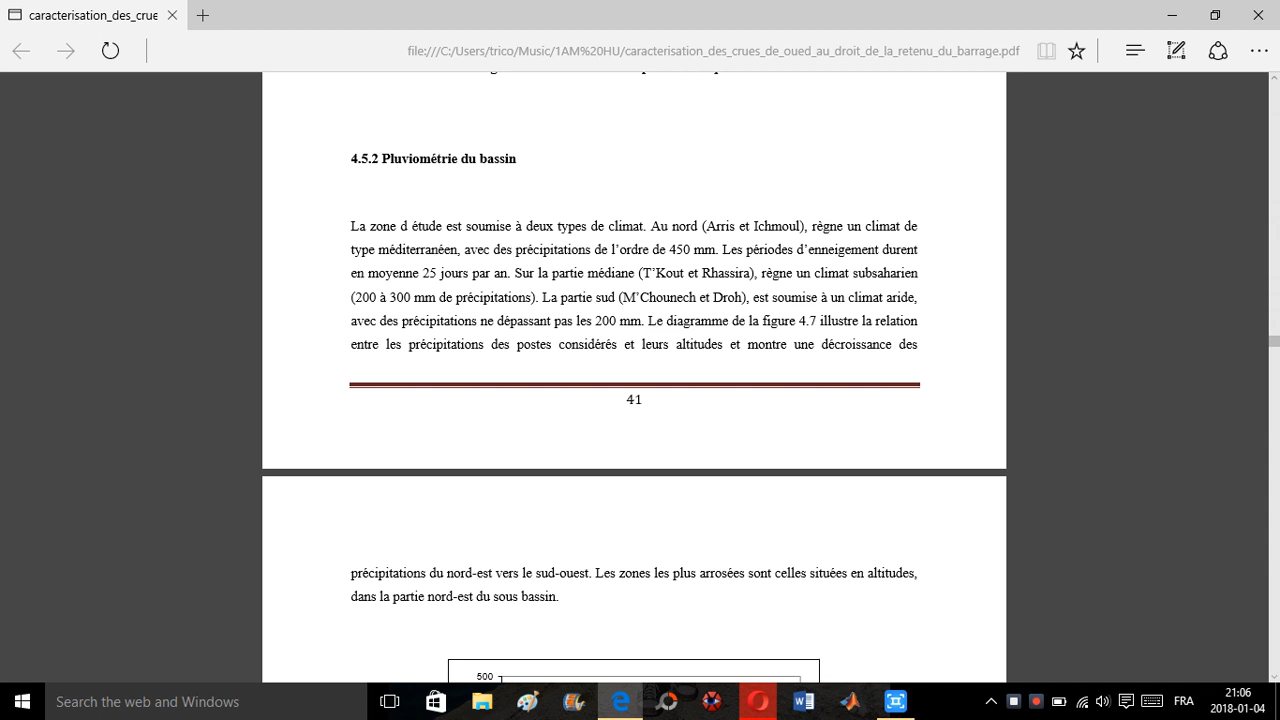 caracterisation_des_crue
file:///C:/Users/trico/Music/1AM%20HU/caracterisation_des_crues_de_oued_au_droit_de_la_retenu_du_barrage.pdf
4.5.2 Pluviométrie du bassin
La zone d étude est soumise à deux types de climat. Au nord (Arris et Ichmoul), règne un climat de
type méditerranéen, avec des précipitations de l’ordre de 450 mm. Les périodes d’enneigement durent
en moyenne 25 jours par an. Sur la partie médiane (T’Kout et Rhassira), règne un climat subsaharien
(200 à 300 mm de précipitations). La partie sud (M’Chounech et Droh), est soumise à un climat aride,
avec des précipitations ne dépassant pas les 200 mm. Le diagramme de la figure 4.7 illustre la relation
entre les précipitations des postes considérés et leurs altitudes et montre une décroissance des
41
précipitations du nord-est vers le sud-ouest. Les zones les plus arrosées sont celles situées en altitudes,
dans la partie nord-est du sous bassin.
500
Search the web and Windows
FRA
21:06
2018-01-04